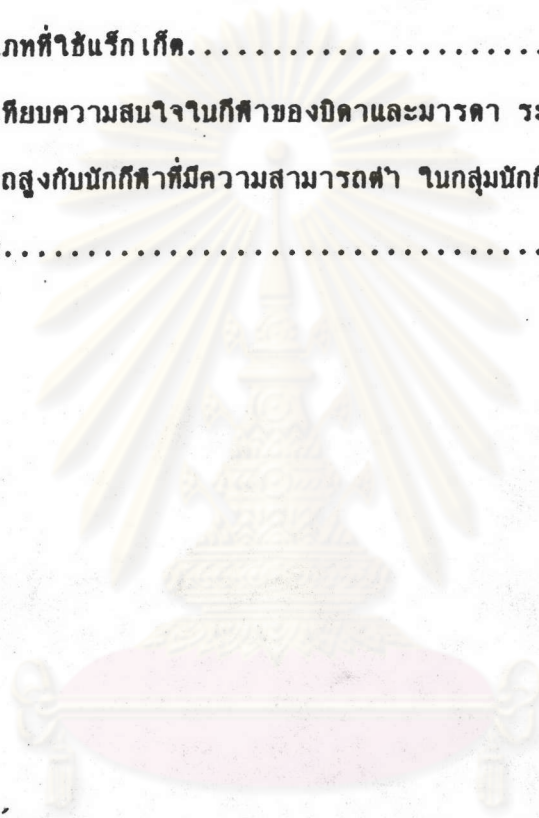 ภทที่ใช้แร็กเก็ต..........................
ทียบความสนใจในกีฬาของบิดาและมารดา ระ
ถสูงกับนักกีฬาที่มีความสามารถต่ำ ในกลุ่มนักกี
....................................